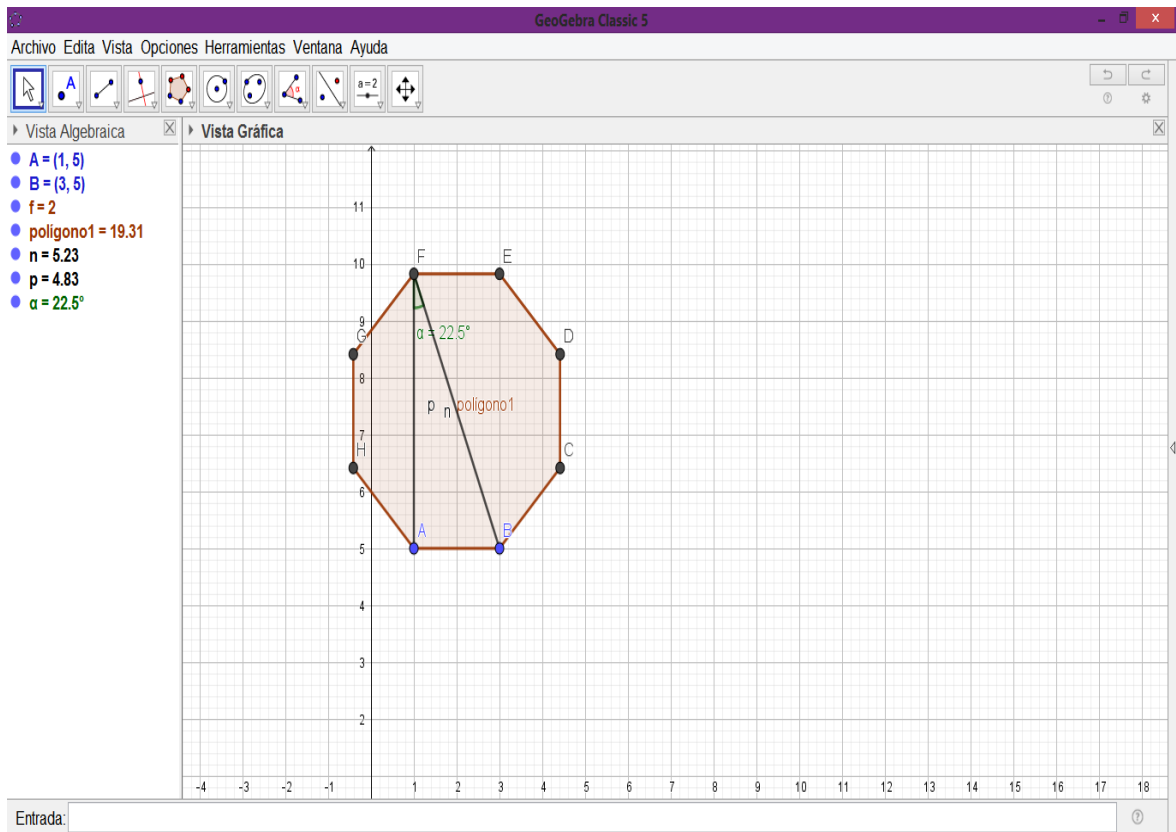 GeoGebra Classic 5
Archivo Edita Vista Opciones Herramientas Ventana Ayuda
A
α
a = 2
Vista Algebraica
Vista Gráfica
A = (1, 5)
B = (3, 5)
f = 2
polígono1 = 19.31
n = 5.23
p = 4.83
α = 22.5°
11
10
9
8
7
6
5
4
3
2
F
E
G
D
α = 22.5°
p
n
polígono1
H
C
A
B
-4 -3 -2 -1 1 2 3 4 5 6 7 8 9 10 11 12 13 14 15 16 17 18
Entrada: